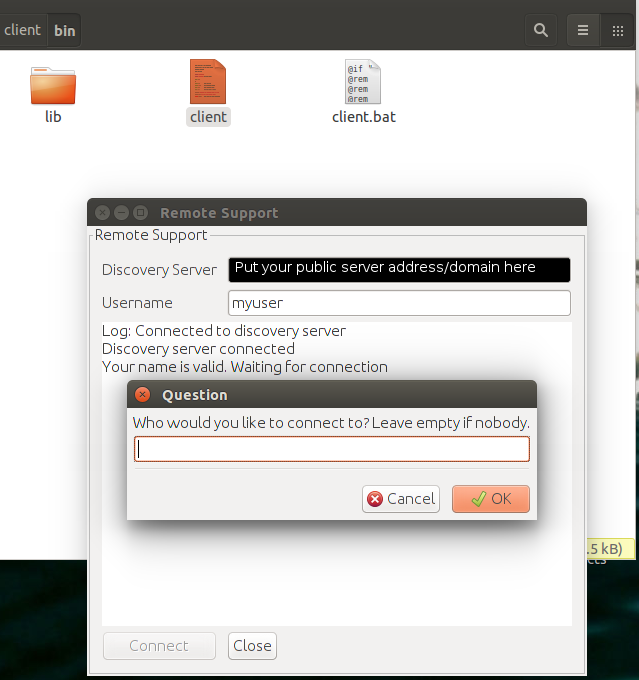 client bin
@if "
@rem
@rem
@rem
lib
client
client.bat
Remote Support
Remote Support
Discovery Server
Put your public server address/domain here
Username
myuser
Log: Connected to discovery server
Discovery server connected
Your name is valid. Waiting for connection
Question
Who would you like to connect to? Leave empty if nobody.
Cancel
OK
.5 kB)
Connect
Close